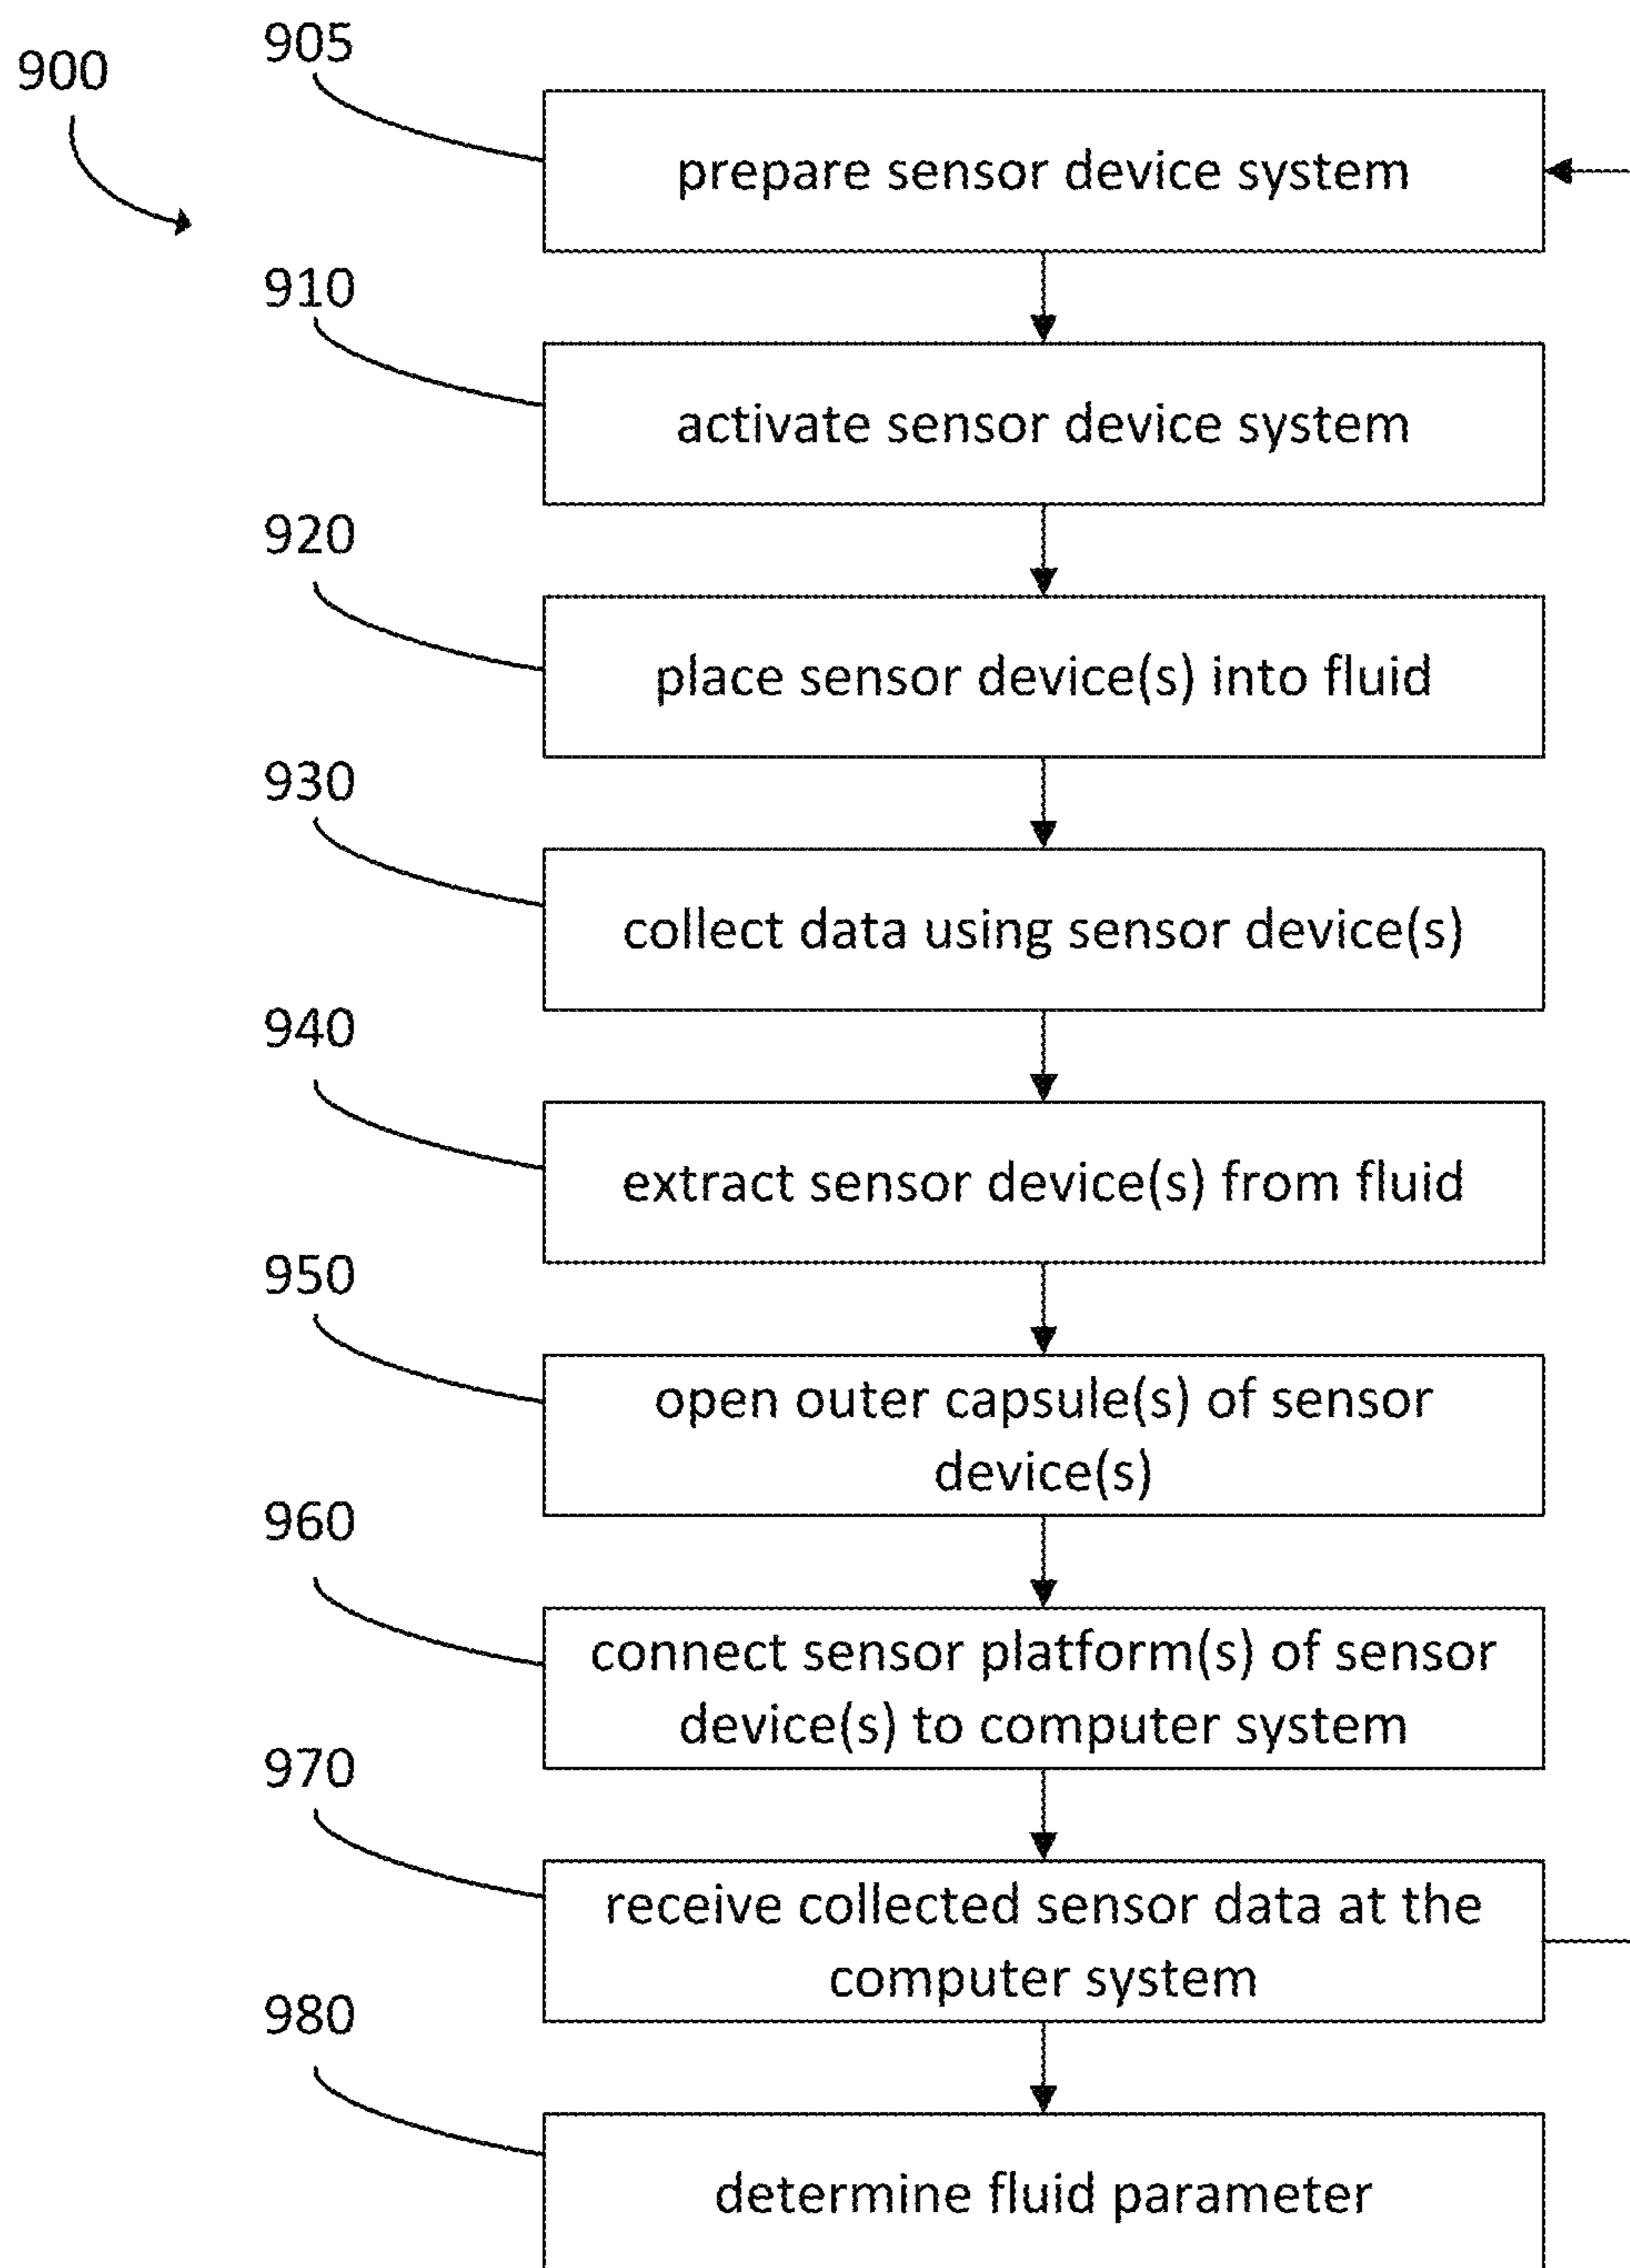 900
905
prepare sensor device system
910
activate sensor device system
920
place sensor device(s) into fluid
930
collect data using sensor device(s)
940
extract sensor device(s) from fluid
950
open outer capsule(s) of sensor
device(s)
960
connect sensor platform(s) of sensor
device(s) to computer system
970
receive collected sensor data at the
computer system
980
determine fluid parameter